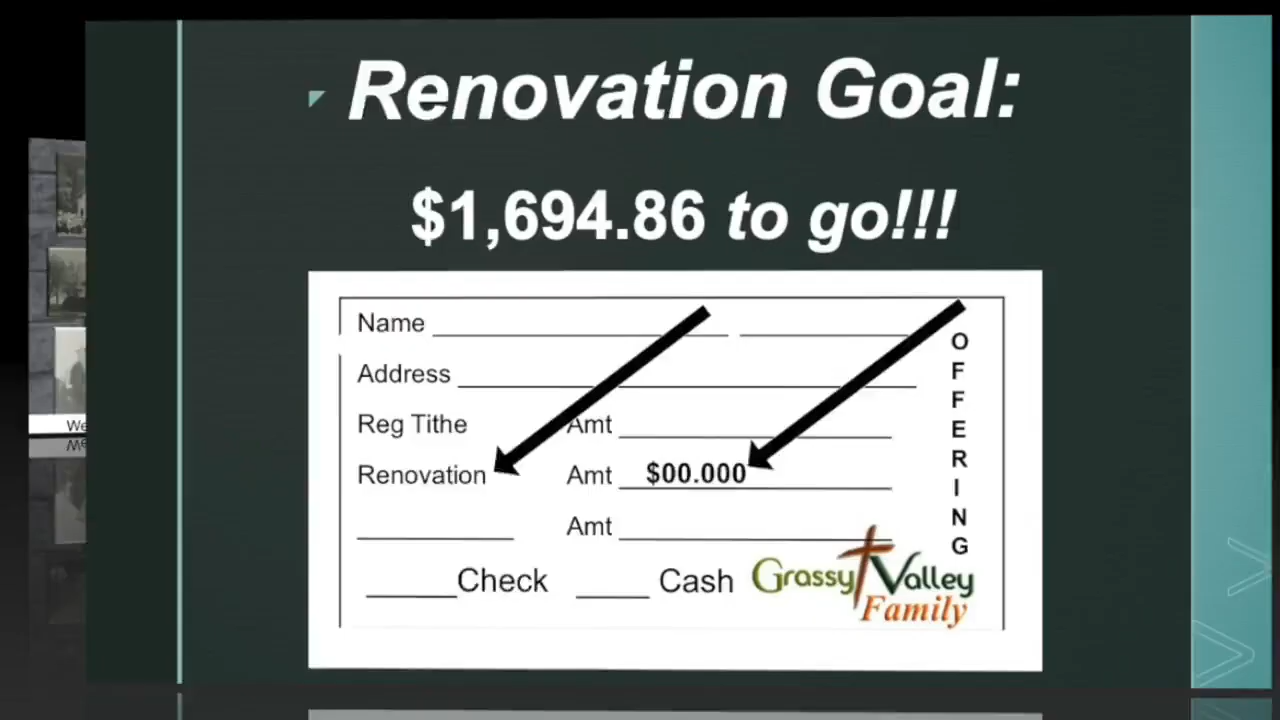 Renovation Goal:
$1,694.86 to go!!!
Name
Address
Reg Tithe Amt
Renovation Amt $00.000
Amt
Check Cash
OFFERING
Grassy Valley
Family
We